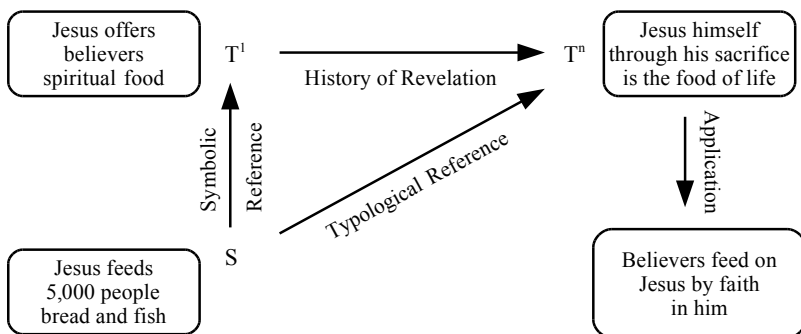 Jesus offers
believers
spiritual food
T¹
History of Revelation
Tⁿ
Jesus himself
through his sacrifice
is the food of life
Symbolic
Reference
Typological Reference
Application
S
Jesus feeds
5,000 people
bread and fish
Believers feed on
Jesus by faith
in him